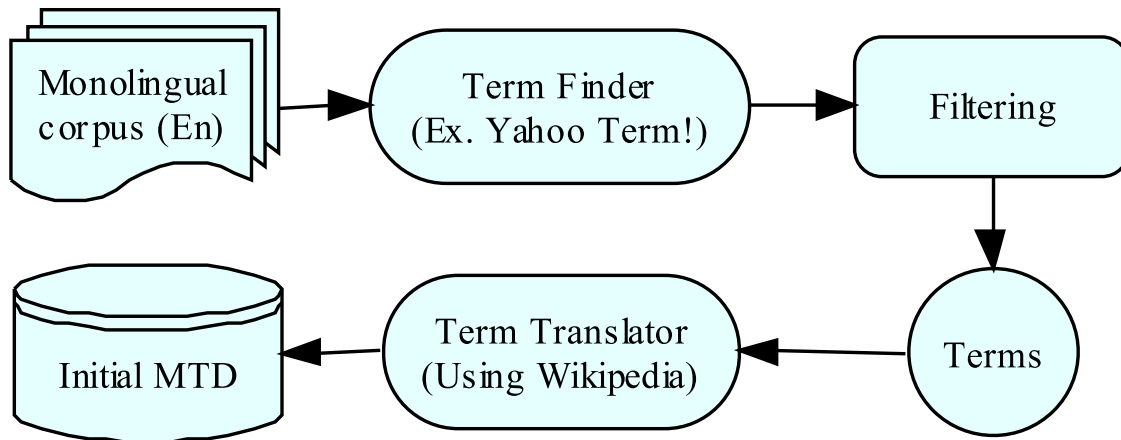 Monolingual
corpus (En)
Term Finder
(Ex. Yahoo Term!)
Filtering
Terms
Term Translator
(Using Wikipedia)
Initial MTD